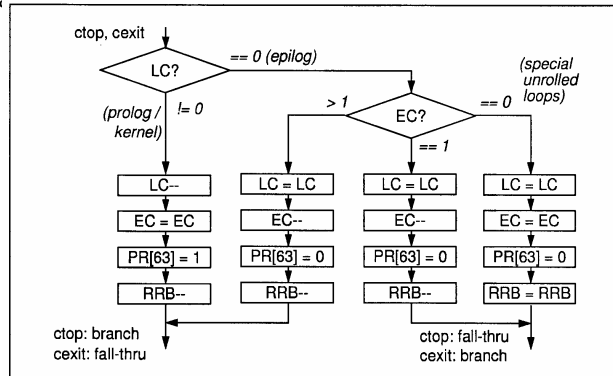 ctop, cexit
LC?
== 0 (epilog)
(special
unrolled
loops)
(prolog /
kernel)
!= 0
> 1
EC?
== 0
== 1
LC-- LC = LC LC = LC LC = LC
EC = EC EC-- EC-- EC = EC
PR[63] = 1 PR[63] = 0 PR[63] = 0 PR[63] = 0
RRB-- RRB-- RRB-- RRB = RRB
ctop: branch
cexit: fall-thru
ctop: fall-thru
cexit: branch